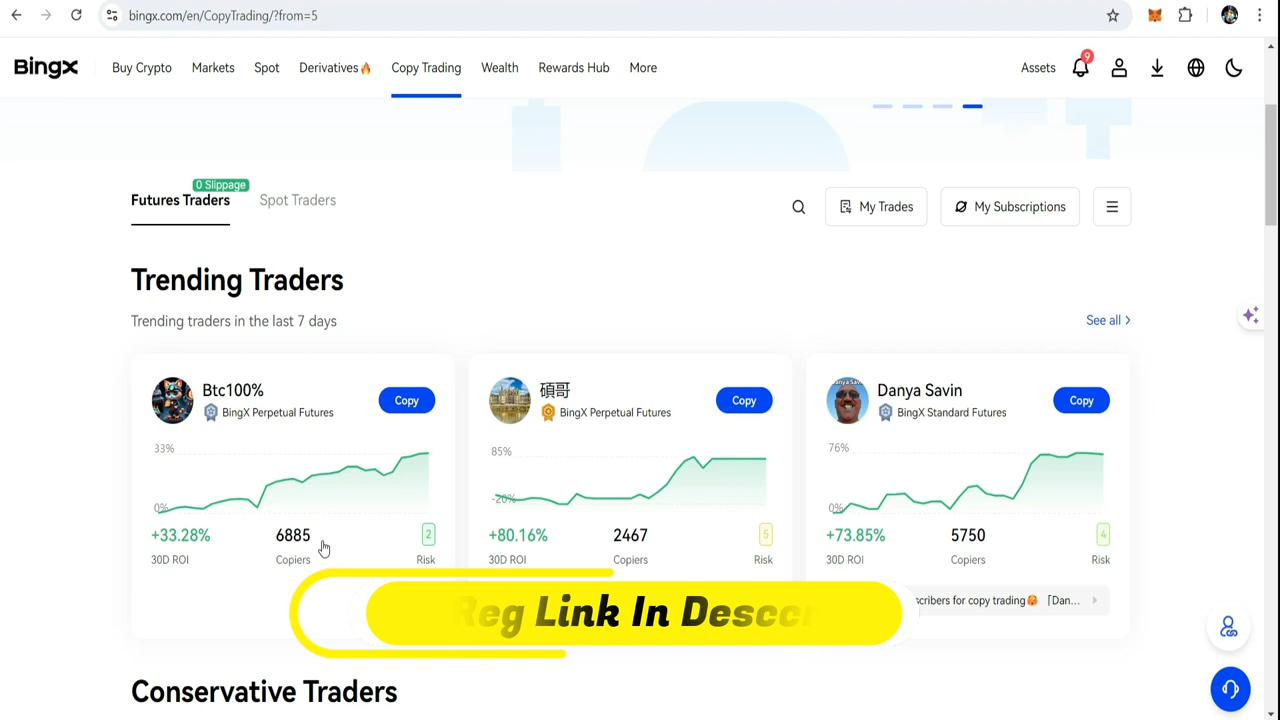 bingx.com/en/CopyTrading/?from=5
BingX Buy Crypto Markets Spot Derivatives🔥 Copy Trading Wealth Rewards Hub More Assets 9
0 Slippage
Futures Traders Spot Traders My Trades My Subscriptions
Trending Traders
Trending traders in the last 7 days See all >
Btc100% Copy
BingX Perpetual Futures
33%
0%
+33.28% 6885 2
30D ROI Copiers Risk
碩哥 Copy
BingX Perpetual Futures
85%
-20%
+80.16% 2467 5
30D ROI Copiers Risk
Danya Savin Copy
BingX Standard Futures
76%
0%
+73.85% 5750 4
30D ROI Copiers Risk
scribers for copy trading 「Dan...
Reg Link In Desccr
Conservative Traders